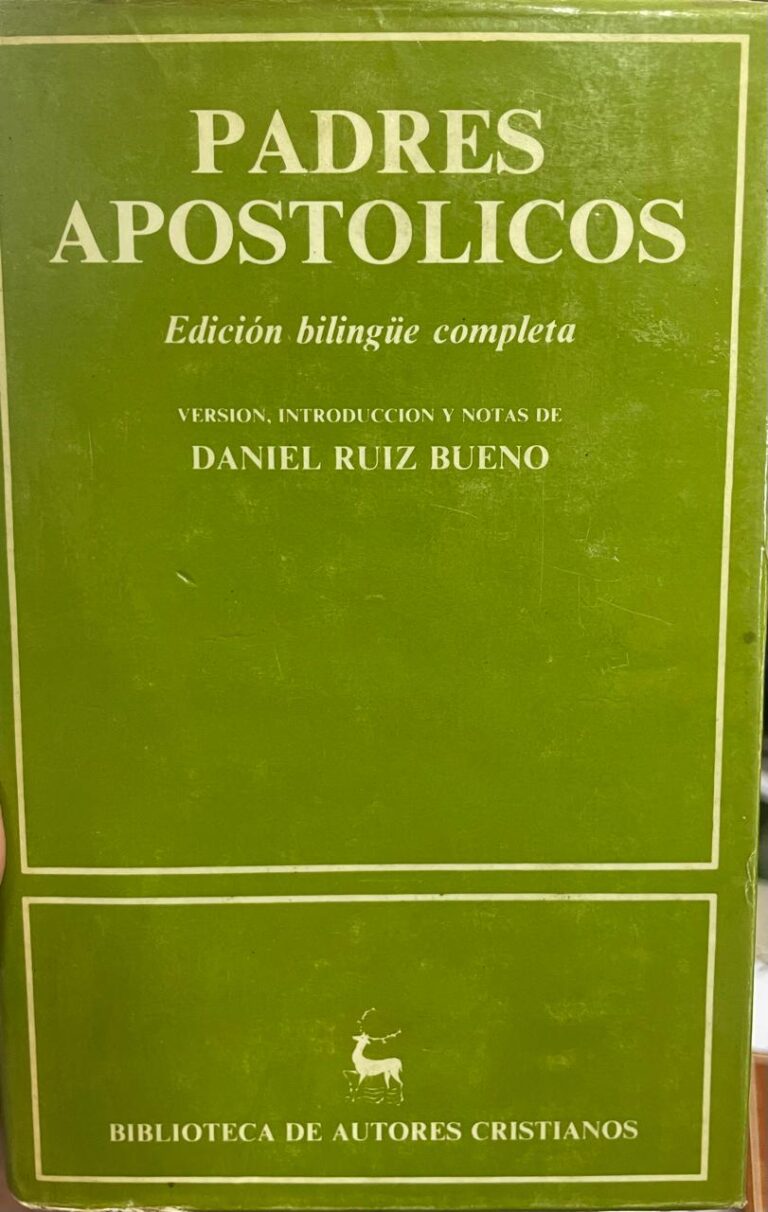 PADRES
APOSTOLICOS
Edición bilingüe completa
VERSION, INTRODUCCION Y NOTAS DE
DANIEL RUIZ BUENO
BIBLIOTECA DE AUTORES CRISTIANOS